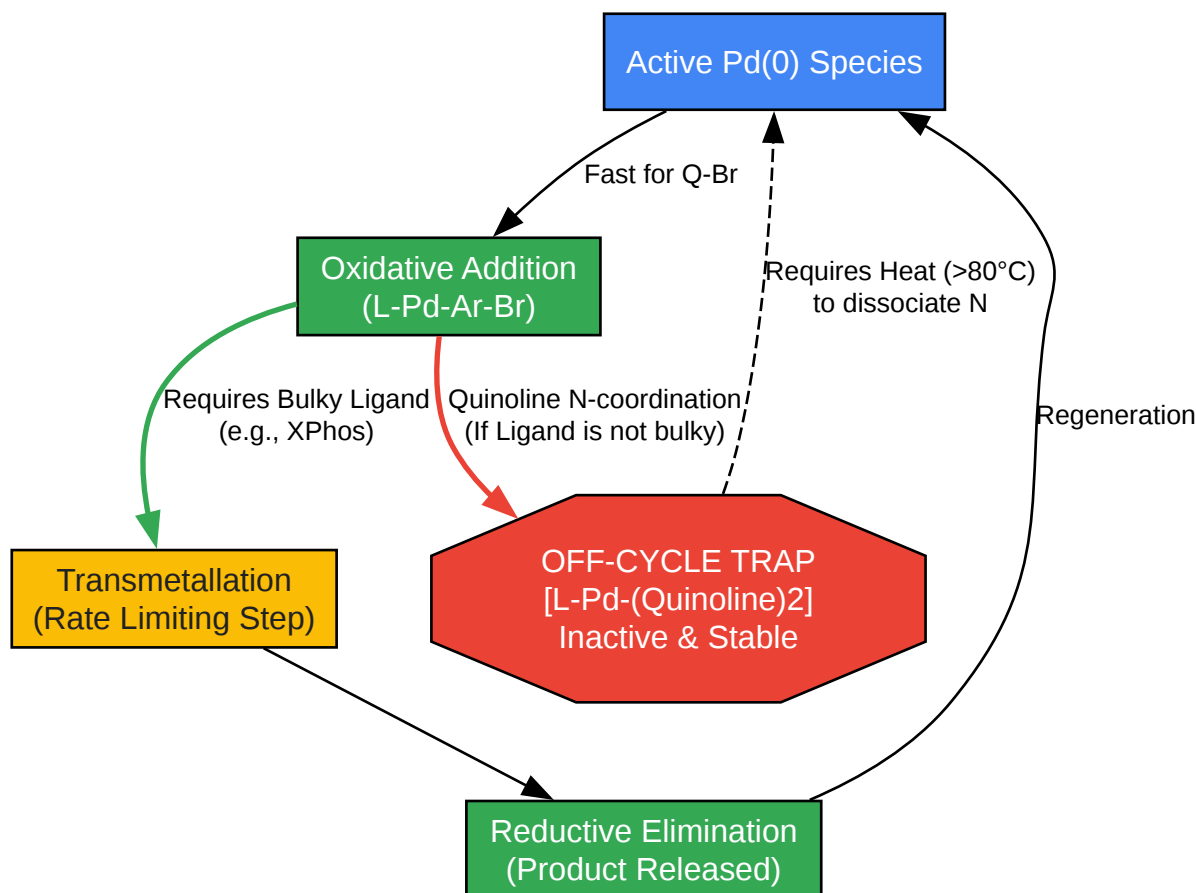 Active Pd(0) Species
Fast for Q-Br
Oxidative Addition
(L-Pd-Ar-Br)
Requires Heat (>80°C)
to dissociate N
Requires Bulky Ligand
(e.g., XPhos)
Quinoline N-coordination
(If Ligand is not bulky)
Regeneration
Transmetallation
(Rate Limiting Step)
OFF-CYCLE TRAP
[L-Pd-(Quinoline)2]
Inactive & Stable
Reductive Elimination
(Product Released)